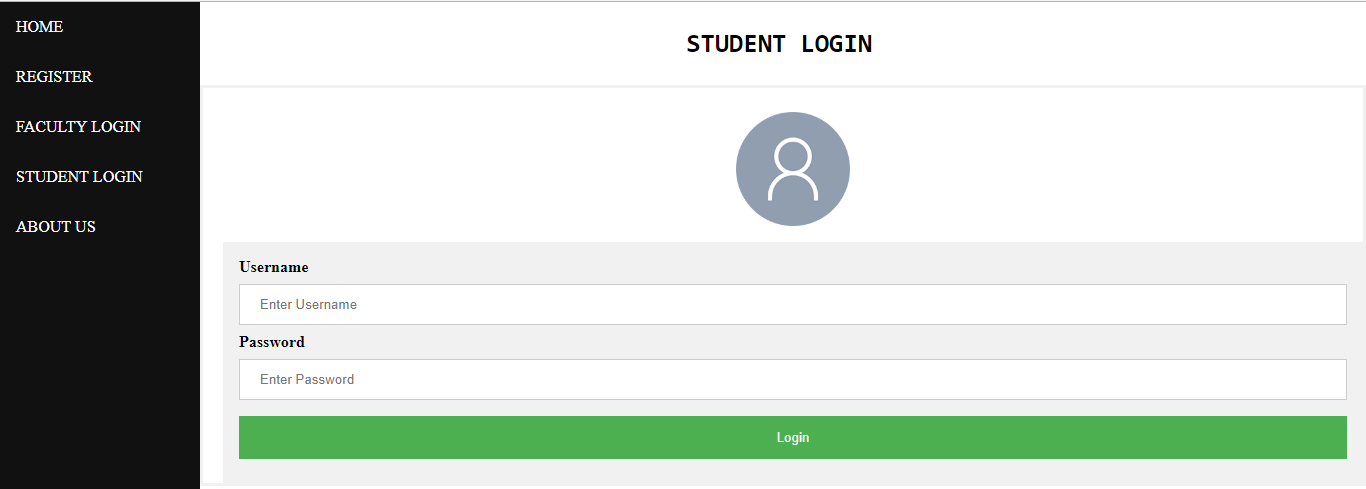 HOME
REGISTER
FACULTY LOGIN
STUDENT LOGIN
ABOUT US
STUDENT LOGIN
Username
Enter Username
Password
Enter Password
Login